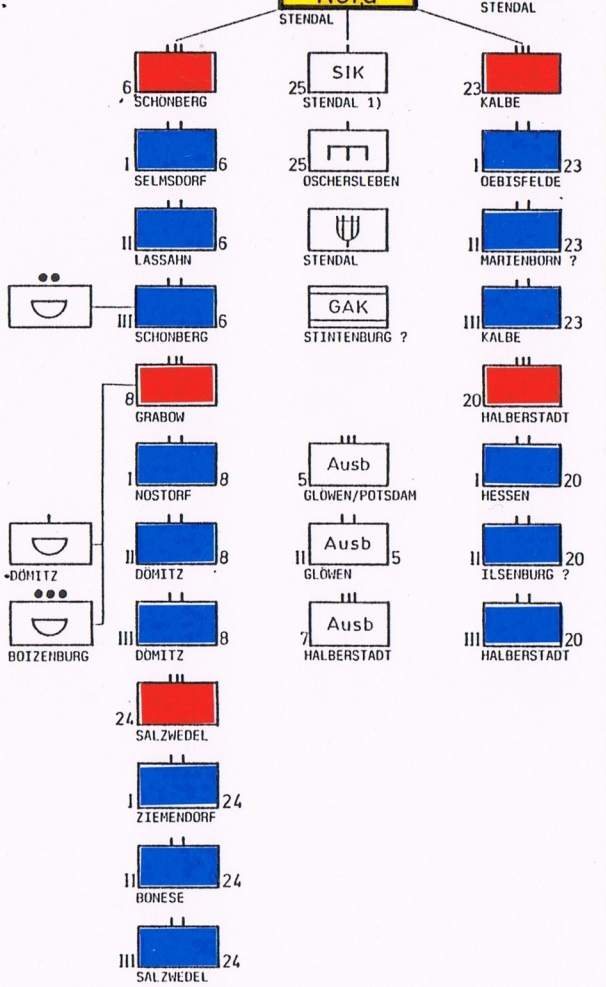 Nord
STENDAL
STENDAL
6
SCHÖNBERG
I 6
SELMSDORF
II 6
LASSAHN
III 6
SCHÖNBERG
8
GRABOW
I 8
NOSTORF
II 8
DÖMITZ
DÖMITZ
III 8
DÖMITZ
BOIZENBURG
24
SALZWEDEL
I 24
ZIEMENDORF
II 24
BONESE
III 24
SALZWEDEL
SIK
25
STENDAL 1)
25
OSCHERSLEBEN
STENDAL
GAK
STINTENBURG ?
Ausb
5
GLÖWEN/POTSDAM
Ausb
II 5
GLÖWEN
Ausb
7
HALBERSTADT
23
KALBE
I 23
OEBISFELDE
II 23
MARIENBORN ?
III 23
KALBE
20
HALBERSTADT
I 20
HESSEN
II 20
ILSENBURG ?
III 20
HALBERSTADT